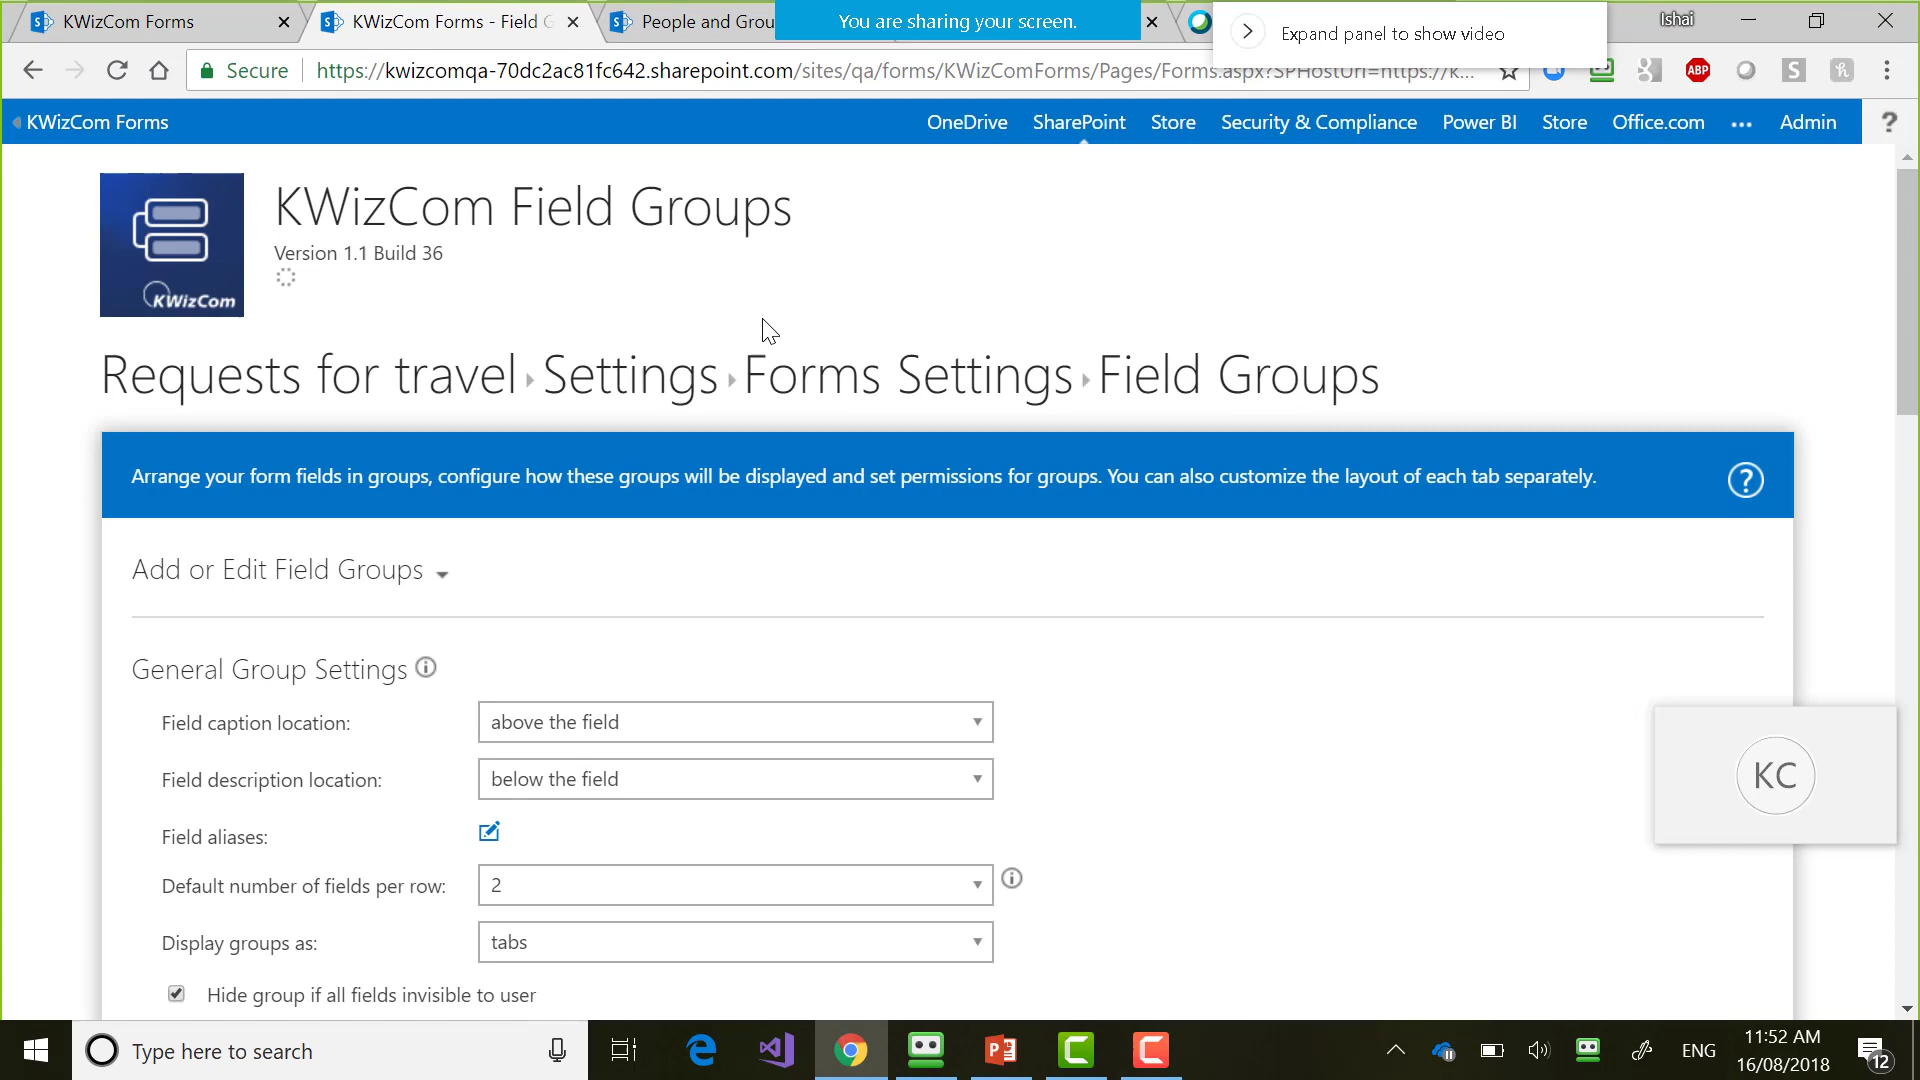 KWizCom Forms
KWizCom Forms - Field G
People and Grou
You are sharing your screen.
Expand panel to show video
Ishai
Secure
https://kwizcomqa-70dc2ac81fc642.sharepoint.com/sites/qa/forms/KWizComForms/Pages/Forms.aspx?SPHostUrl=https://k...
ABP
KWizCom Forms
OneDrive SharePoint Store Security & Compliance Power BI Store Office.com ... Admin ?
KWizCom
KWizCom Field Groups
Version 1.1 Build 36
Requests for travel Settings Forms Settings Field Groups
Arrange your form fields in groups, configure how these groups will be displayed and set permissions for groups. You can also customize the layout of each tab separately.
?
Add or Edit Field Groups
General Group Settings
Field caption location: above the field
Field description location: below the field
Field aliases:
Default number of fields per row: 2
Display groups as: tabs
Hide group if all fields invisible to user
KC
Type here to search
ENG
11:52 AM
16/08/2018
12